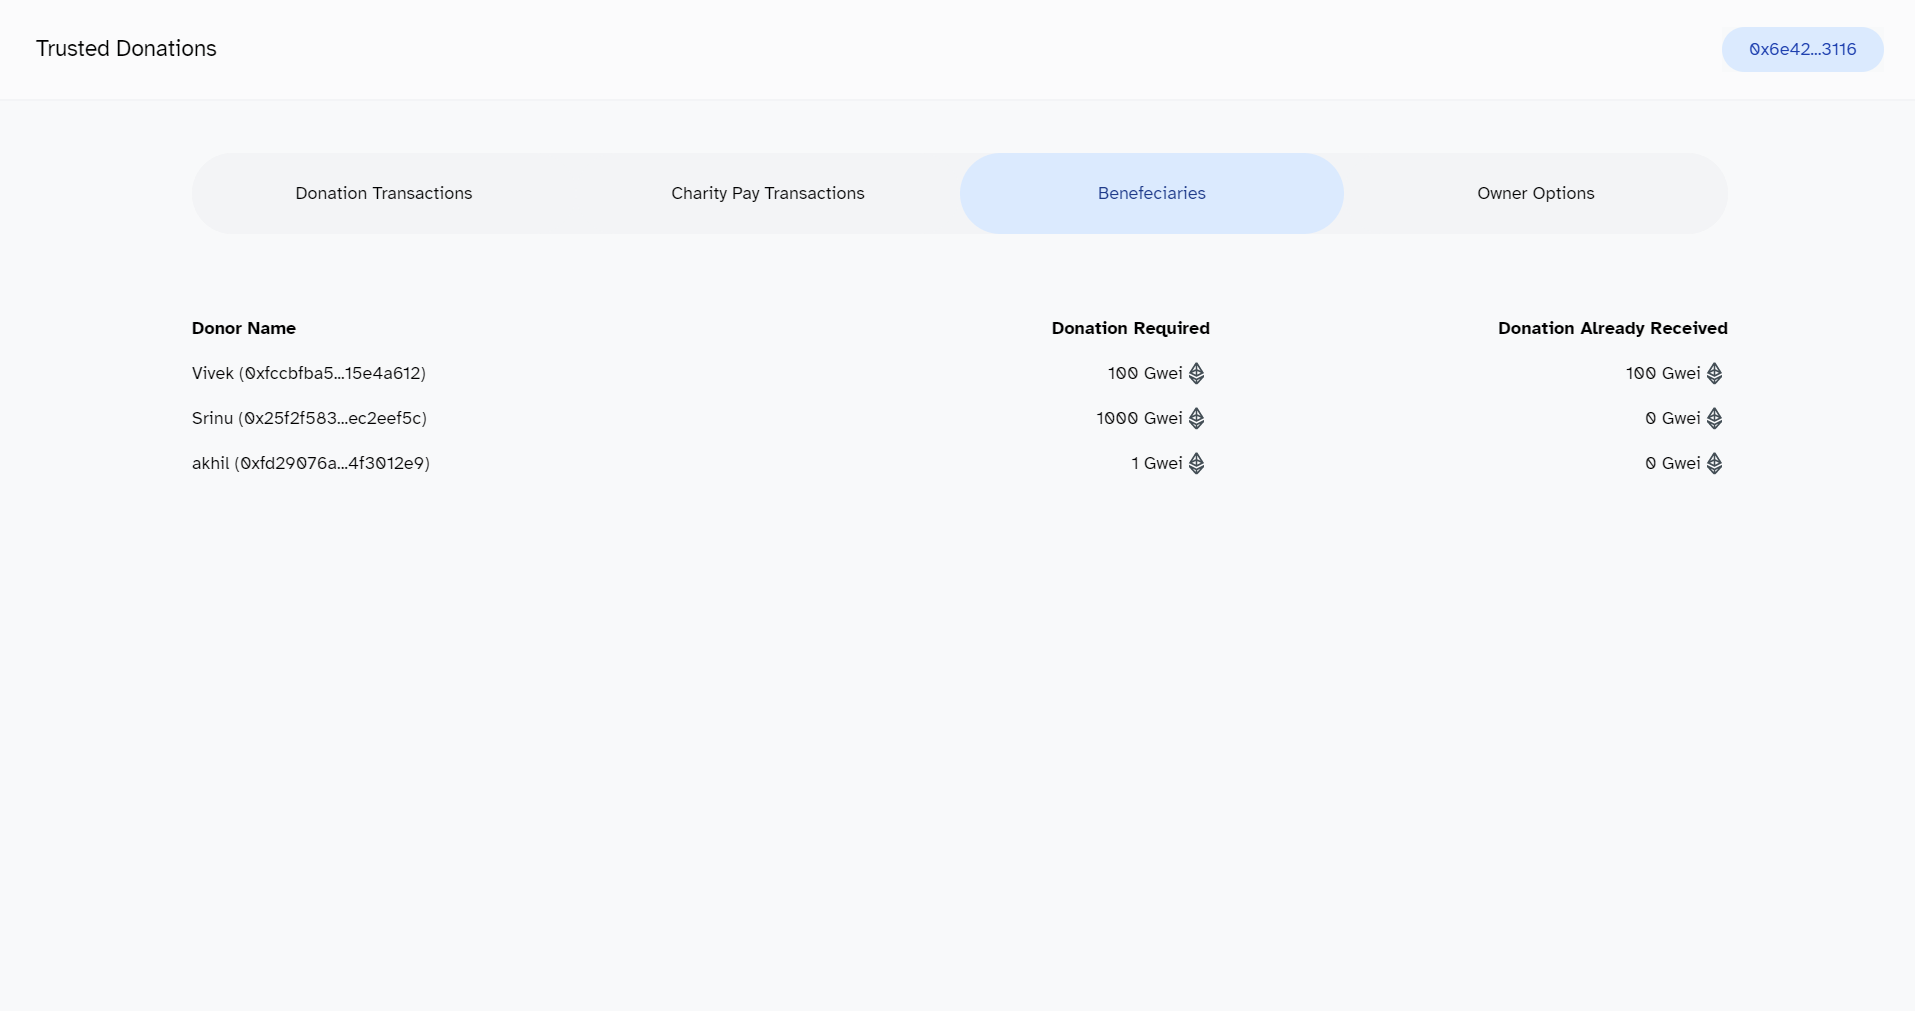 Trusted Donations
0x6e42...3116
Donation Transactions Charity Pay Transactions Benefeciaries Owner Options
Donor Name Donation Required Donation Already Received
Vivek (0xfccbfba5...15e4a612) 100 Gwei 100 Gwei
Srinu (0x25f2f583...ec2eef5c) 1000 Gwei 0 Gwei
akhil (0xfd29076a...4f3012e9) 1 Gwei 0 Gwei